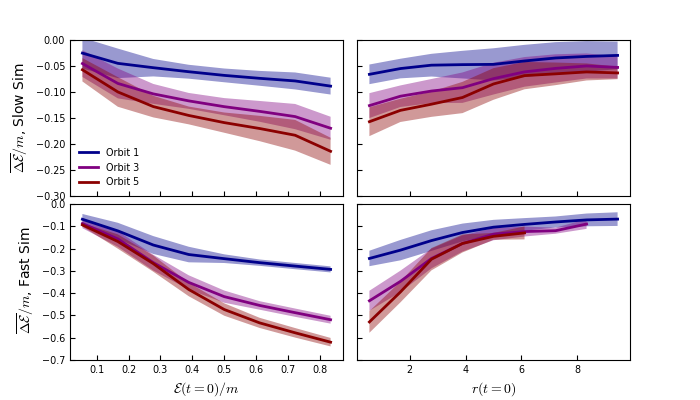 0.00
−0.05
−0.10
−0.15
−0.20
−0.25
−0.30
$\overline{\Delta\mathcal{E}}/m$, Slow Sim
Orbit 1
Orbit 3
Orbit 5
0.0
−0.1
−0.2
−0.3
−0.4
−0.5
−0.6
−0.7
$\overline{\Delta\mathcal{E}}/m$, Fast Sim
0.1 0.2 0.3 0.4 0.5 0.6 0.7 0.8
2 4 6 8
$\mathcal{E}(t=0)/m$
$r(t=0)$